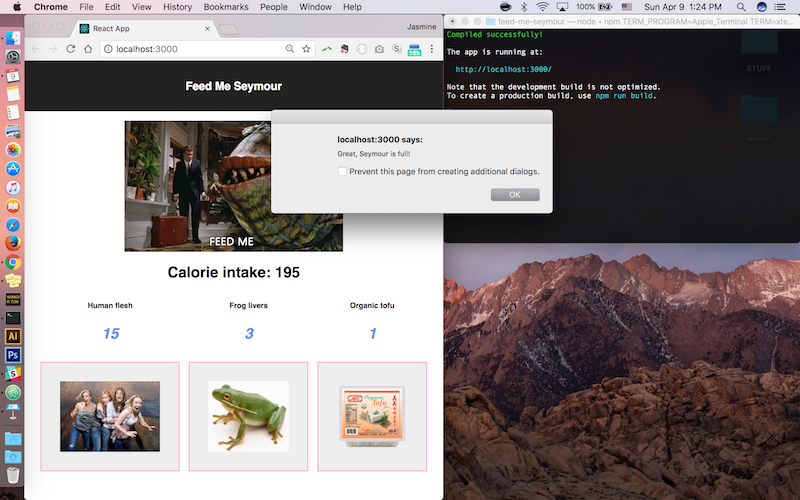 Chrome File Edit View History Bookmarks People Window Help
100% Sun Apr 9 1:24 PM
React App
Jasmine
localhost:3000
Feed Me Seymour
FEED ME
localhost:3000 says:
Great, Seymour is full!
Prevent this page from creating additional dialogs.
OK
Calorie intake: 195
Human flesh Frog livers Organic tofu
15 3 1
Organic
Tofu
feed-me-seymour — node • npm TERM_PROGRAM=Apple_Terminal TERM=xte...
Compiled successfully!
The app is running at:
http://localhost:3000/
Note that the development build is not optimized.
To create a production build, use npm run build.
STUFF
Ai
Ps